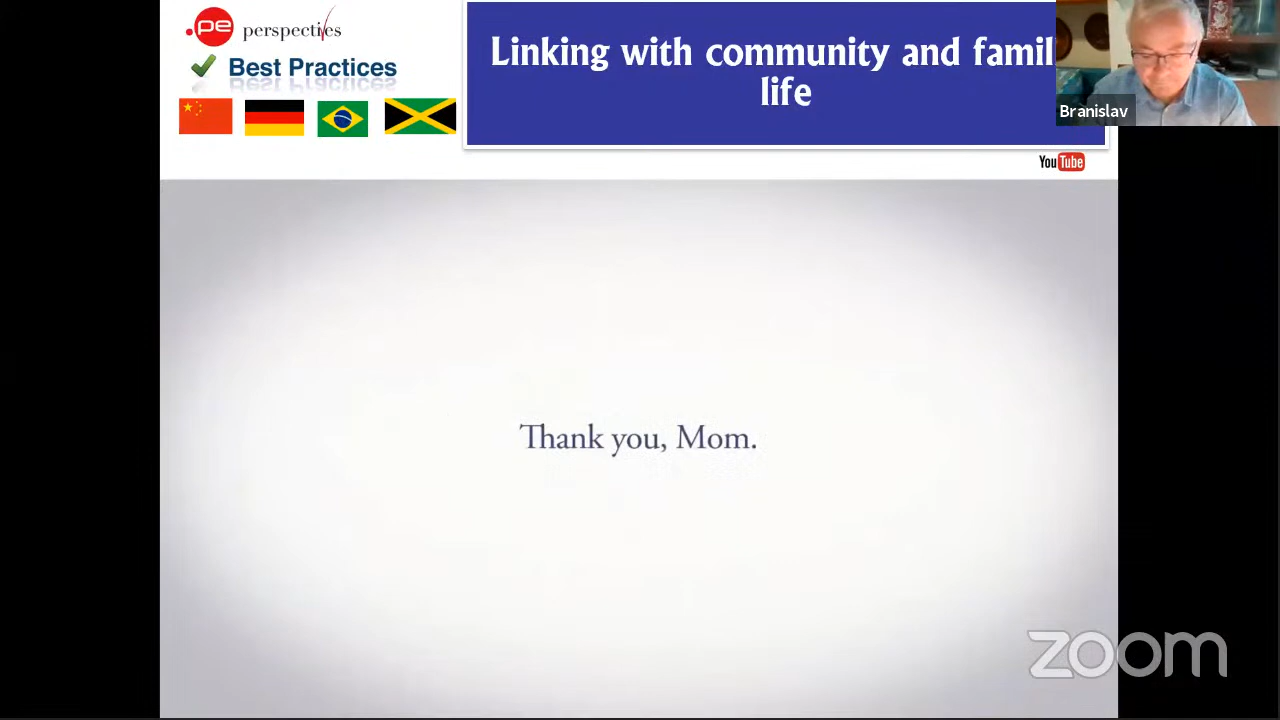 .pe perspectives
Best Practices
Linking with community and famil
life
Branislav
YouTube
Thank you, Mom.
zoom